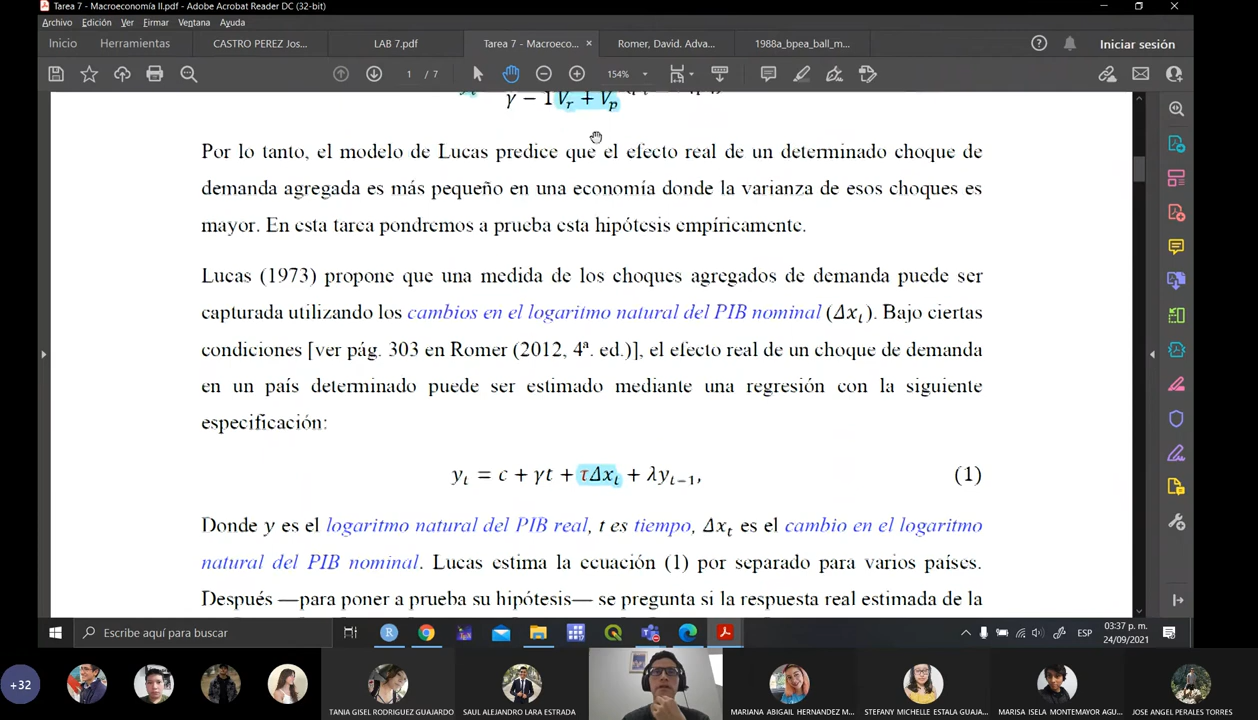 Tarea 7 - Macroeconomía II.pdf - Adobe Acrobat Reader DC (32-bit)
Archivo Edición Ver Firmar Ventana Ayuda
Inicio Herramientas CASTRO PEREZ Jos... LAB 7.pdf Tarea 7 - Macroeco... × Romer, David. Adva... 1988a_bpea_ball_m... Iniciar sesión
1 / 7 154%
γ − 1 Vr + Vp
Por lo tanto, el modelo de Lucas predice que el efecto real de un determinado choque de
demanda agregada es más pequeño en una economía donde la varianza de esos choques es
mayor. En esta tarea pondremos a prueba esta hipótesis empíricamente.
Lucas (1973) propone que una medida de los choques agregados de demanda puede ser
capturada utilizando los cambios en el logaritmo natural del PIB nominal (Δxt). Bajo ciertas
condiciones [ver pág. 303 en Romer (2012, 4ª. ed.)], el efecto real de un choque de demanda
en un país determinado puede ser estimado mediante una regresión con la siguiente
especificación:
yt = c + γt + τΔxt + λyt−1, (1)
Donde y es el logaritmo natural del PIB real, t es tiempo, Δxt es el cambio en el logaritmo
natural del PIB nominal. Lucas estima la ecuación (1) por separado para varios países.
Después —para poner a prueba su hipótesis— se pregunta si la respuesta real estimada de la
Escribe aquí para buscar
ESP
03:37 p. m.
24/09/2021
+32
TANIA GISEL RODRIGUEZ GUAJARDO
SAUL ALEJANDRO LARA ESTRADA
MARIANA ABIGAIL HERNANDEZ M...
STEFANY MICHELLE ESTALA GUAJA...
MARISA ISELA MONTEMAYOR AGU...
JOSE ANGEL PERALES TORRES